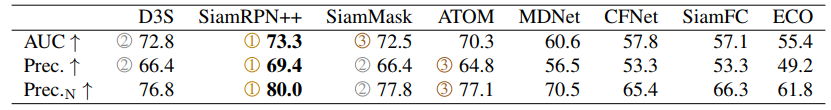 D3S SiamRPN++ SiamMask ATOM MDNet CFNet SiamFC ECO
AUC ↑ ② 72.8 ① 73.3 ③ 72.5 70.3 60.6 57.8 57.1 55.4
Prec. ↑ ② 66.4 ① 69.4 ② 66.4 ③ 64.8 56.5 53.3 53.3 49.2
Prec.N ↑ 76.8 ① 80.0 ② 77.8 ③ 77.1 70.5 65.4 66.3 61.8